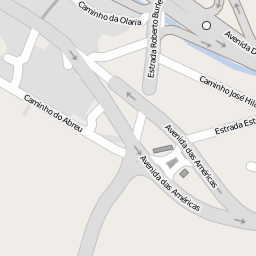 Caminho da Olaria
Estrada Roberto Burle
Avenida D
Caminho José Hila
Estrada Est
Caminho do Abreu
Avenida das Américas
Avenida das Américas